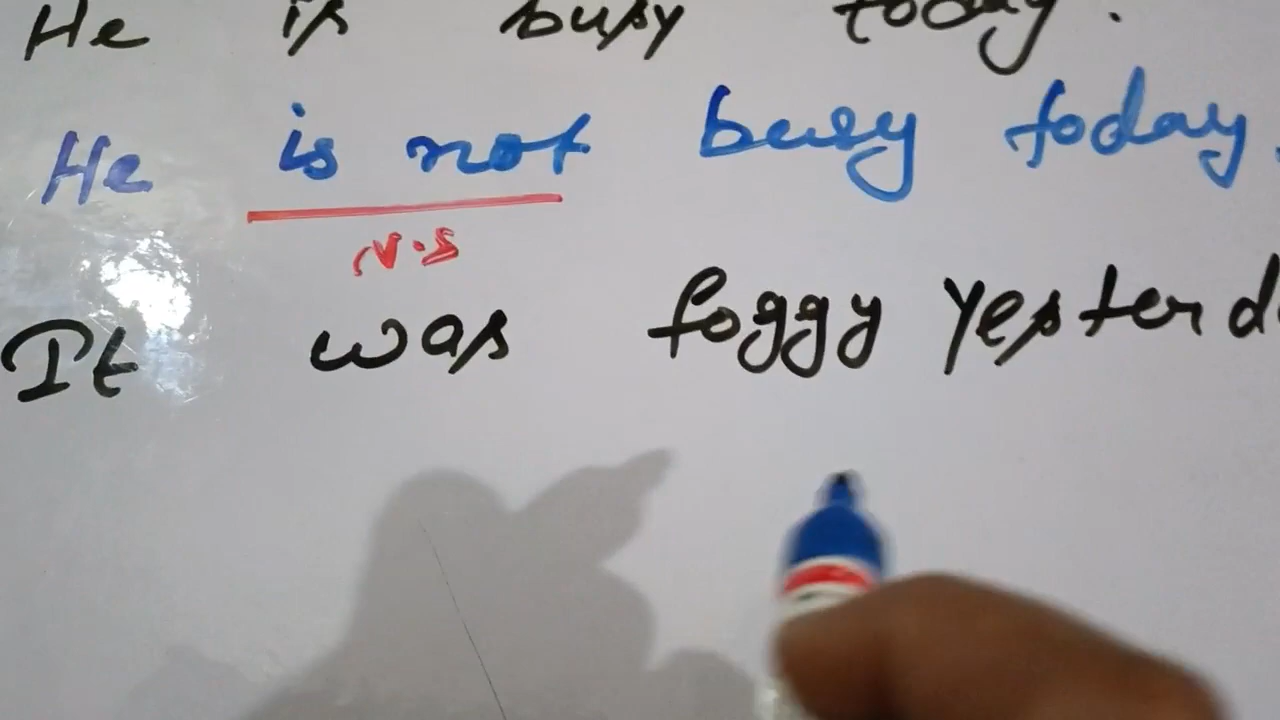 He is busy today.
He is not busy today.
N.S
It was foggy yesterd